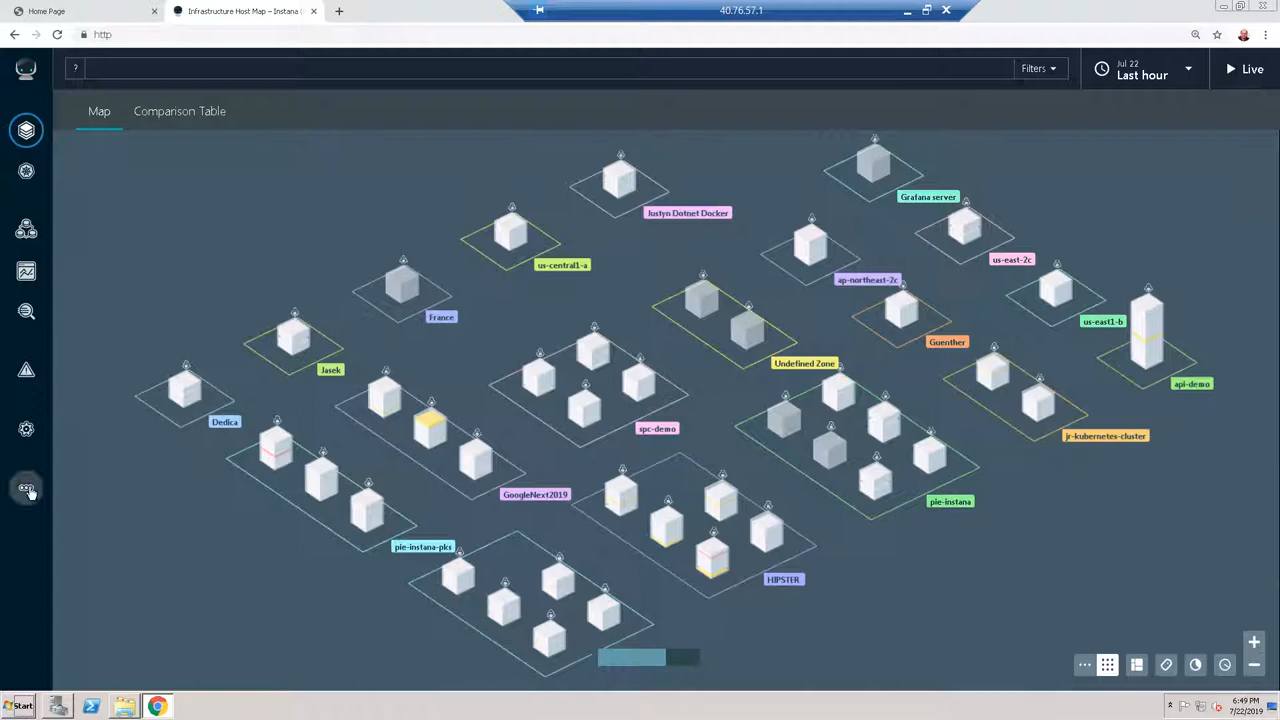 Home Page
Infrastructure Host Map - Instana (
40.76.57.1
http
?
Filters
Jul 22
Last hour
Live
Map
Comparison Table
Grafana server
Justyn Dotnet Docker
us-east-2c
us-central1-a
ap-northeast-2c
France
us-east1-b
Guenther
Undefined Zone
Jasek
api-demo
Dedica
spc-demo
jr-kubernetes-cluster
GoogleNext2019
pie-instana
pie-instana-pks
HIPSTER
Start
6:49 PM
7/22/2019